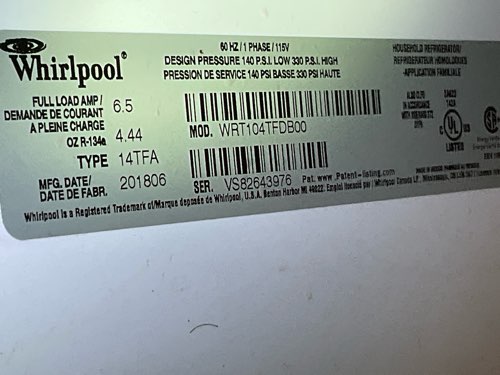 Whirlpool®
60 HZ / 1 PHASE / 115V
DESIGN PRESSURE 140 P.S.I. LOW 330 P.S.I. HIGH
PRESSION DE SERVICE 140 PSI BASSE 330 PSI HAUTE
HOUSEHOLD REFRIGERATOR/
-APPLICATION FAMILIALE
FULL LOAD AMP/
DEMANDE DE COURANT
A PLEINE CHARGE
6.5
OZ R-134a 4.44
TYPE 14TFA
MFG. DATE/
DATE DE FABR.
201806
MOD. WRT104TFDB00
SER. VS82643976
Pat. www. .Patent-listing.com
UL
LISTED
Whirlpool is a Registered Trademark of/Marque deposée de Whirlpool, U.S.A. Benton Harbor MI 49022.